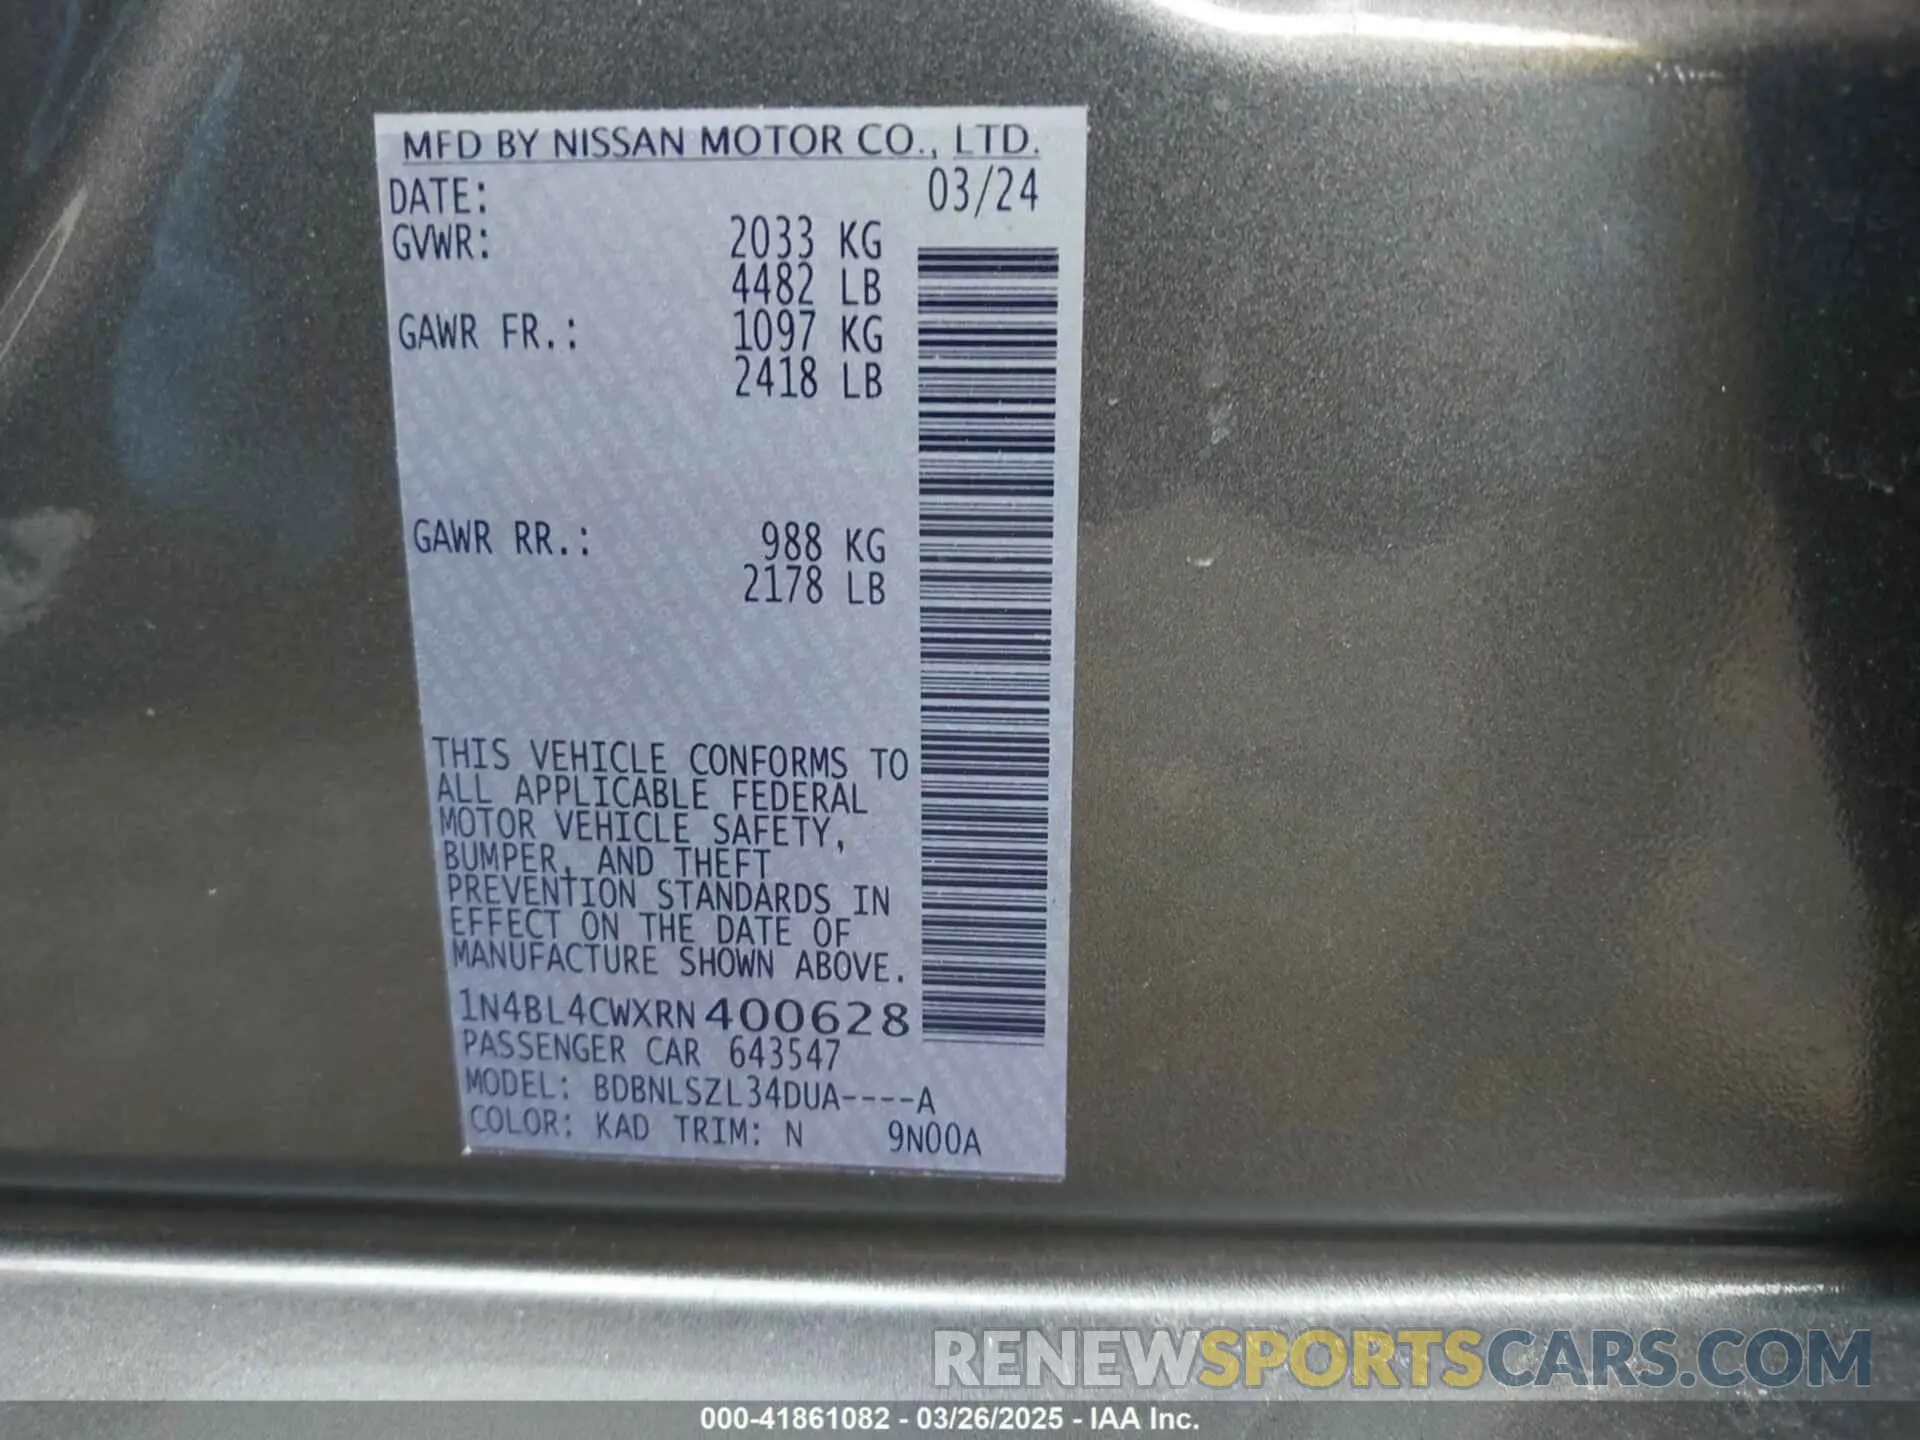 MFD BY NISSAN MOTOR CO., LTD.
DATE: 03/24
GVWR: 2033 KG
4482 LB
GAWR FR.: 1097 KG
2418 LB
GAWR RR.: 988 KG
2178 LB
THIS VEHICLE CONFORMS TO
ALL APPLICABLE FEDERAL
MOTOR VEHICLE SAFETY,
BUMPER, AND THEFT
PREVENTION STANDARDS IN
EFFECT ON THE DATE OF
MANUFACTURE SHOWN ABOVE.
1N4BL4CWXRN400628
PASSENGER CAR 643547
MODEL: BDBNLSZL34DUA----A
COLOR: KAD TRIM: N 9N00A
RENEWSPORTSCARS.COM
000-41861082 - 03/26/2025 - IAA Inc.